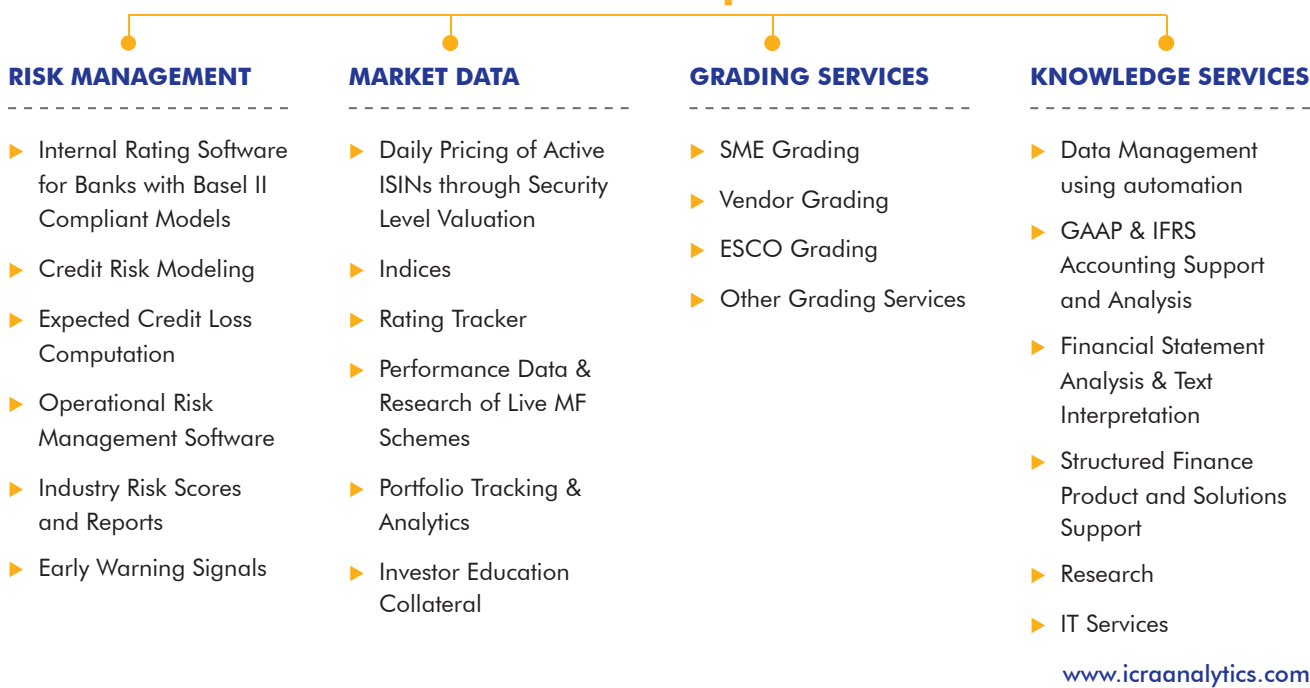 RISK MANAGEMENT
Internal Rating Software
for Banks with Basel II
Compliant Models
Credit Risk Modeling
Expected Credit Loss
Computation
Operational Risk
Management Software
Industry Risk Scores
and Reports
Early Warning Signals
MARKET DATA
Daily Pricing of Active
ISINs through Security
Level Valuation
Indices
Rating Tracker
Performance Data &
Research of Live MF
Schemes
Portfolio Tracking &
Analytics
Investor Education
Collateral
GRADING SERVICES
SME Grading
Vendor Grading
ESCO Grading
Other Grading Services
KNOWLEDGE SERVICES
Data Management
using automation
GAAP & IFRS
Accounting Support
and Analysis
Financial Statement
Analysis & Text
Interpretation
Structured Finance
Product and Solutions
Support
Research
IT Services
www.icraanalytics.com